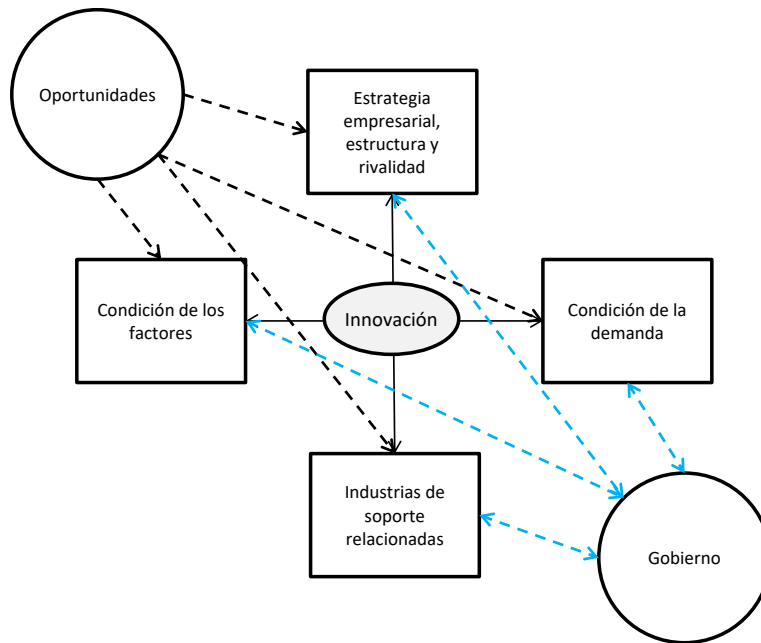 Oportunidades
Estrategia
empresarial,
estructura y
rivalidad
Condición de los
factores
Innovación
Condición de la
demanda
Industrias de
soporte
relacionadas
Gobierno